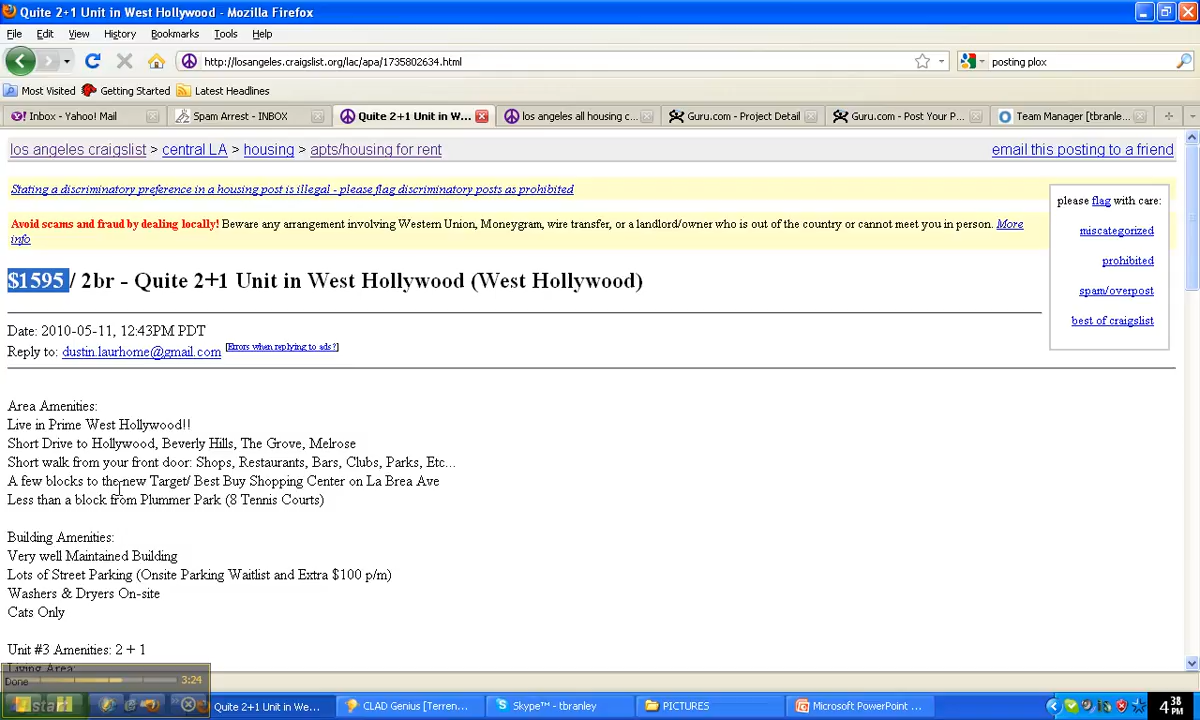 Quite 2+1 Unit in West Hollywood - Mozilla Firefox
File Edit View History Bookmarks Tools Help
http://losangeles.craigslist.org/lac/apa/1735802634.html
posting plox
Most Visited Getting Started Latest Headlines
Inbox - Yahoo! Mail
Spam Arrest - INBOX
Quite 2+1 Unit in W...
los angeles all housing c...
Guru.com - Project Detail
Guru.com - Post Your P...
Team Manager [tbranle...
los angeles craigslist > central LA > housing > apts/housing for rent
email this posting to a friend
Stating a discriminatory preference in a housing post is illegal - please flag discriminatory posts as prohibited
Avoid scams and fraud by dealing locally! Beware any arrangement involving Western Union, Moneygram, wire transfer, or a landlord/owner who is out of the country or cannot meet you in person. More
info
please flag with care:
miscategorized
prohibited
spam/overpost
best of craigslist
$1595 / 2br - Quite 2+1 Unit in West Hollywood (West Hollywood)
Date: 2010-05-11, 12:43PM PDT
Reply to: dustin.laurhome@gmail.com [Errors when replying to ads?]
Area Amenities:
Live in Prime West Hollywood!!
Short Drive to Hollywood, Beverly Hills, The Grove, Melrose
Short walk from your front door: Shops, Restaurants, Bars, Clubs, Parks, Etc...
A few blocks to the new Target/ Best Buy Shopping Center on La Brea Ave
Less than a block from Plummer Park (8 Tennis Courts)
Building Amenities:
Very well Maintained Building
Lots of Street Parking (Onsite Parking Waitlist and Extra $100 p/m)
Washers & Dryers On-site
Cats Only
Unit #3 Amenities: 2 + 1
Living Area:
Done 3:24
start
Quite 2+1 Unit in We...
CLAD Genius [Terren...
Skype™ - tbranley
PICTURES
Microsoft PowerPoint ...
4:38 PM